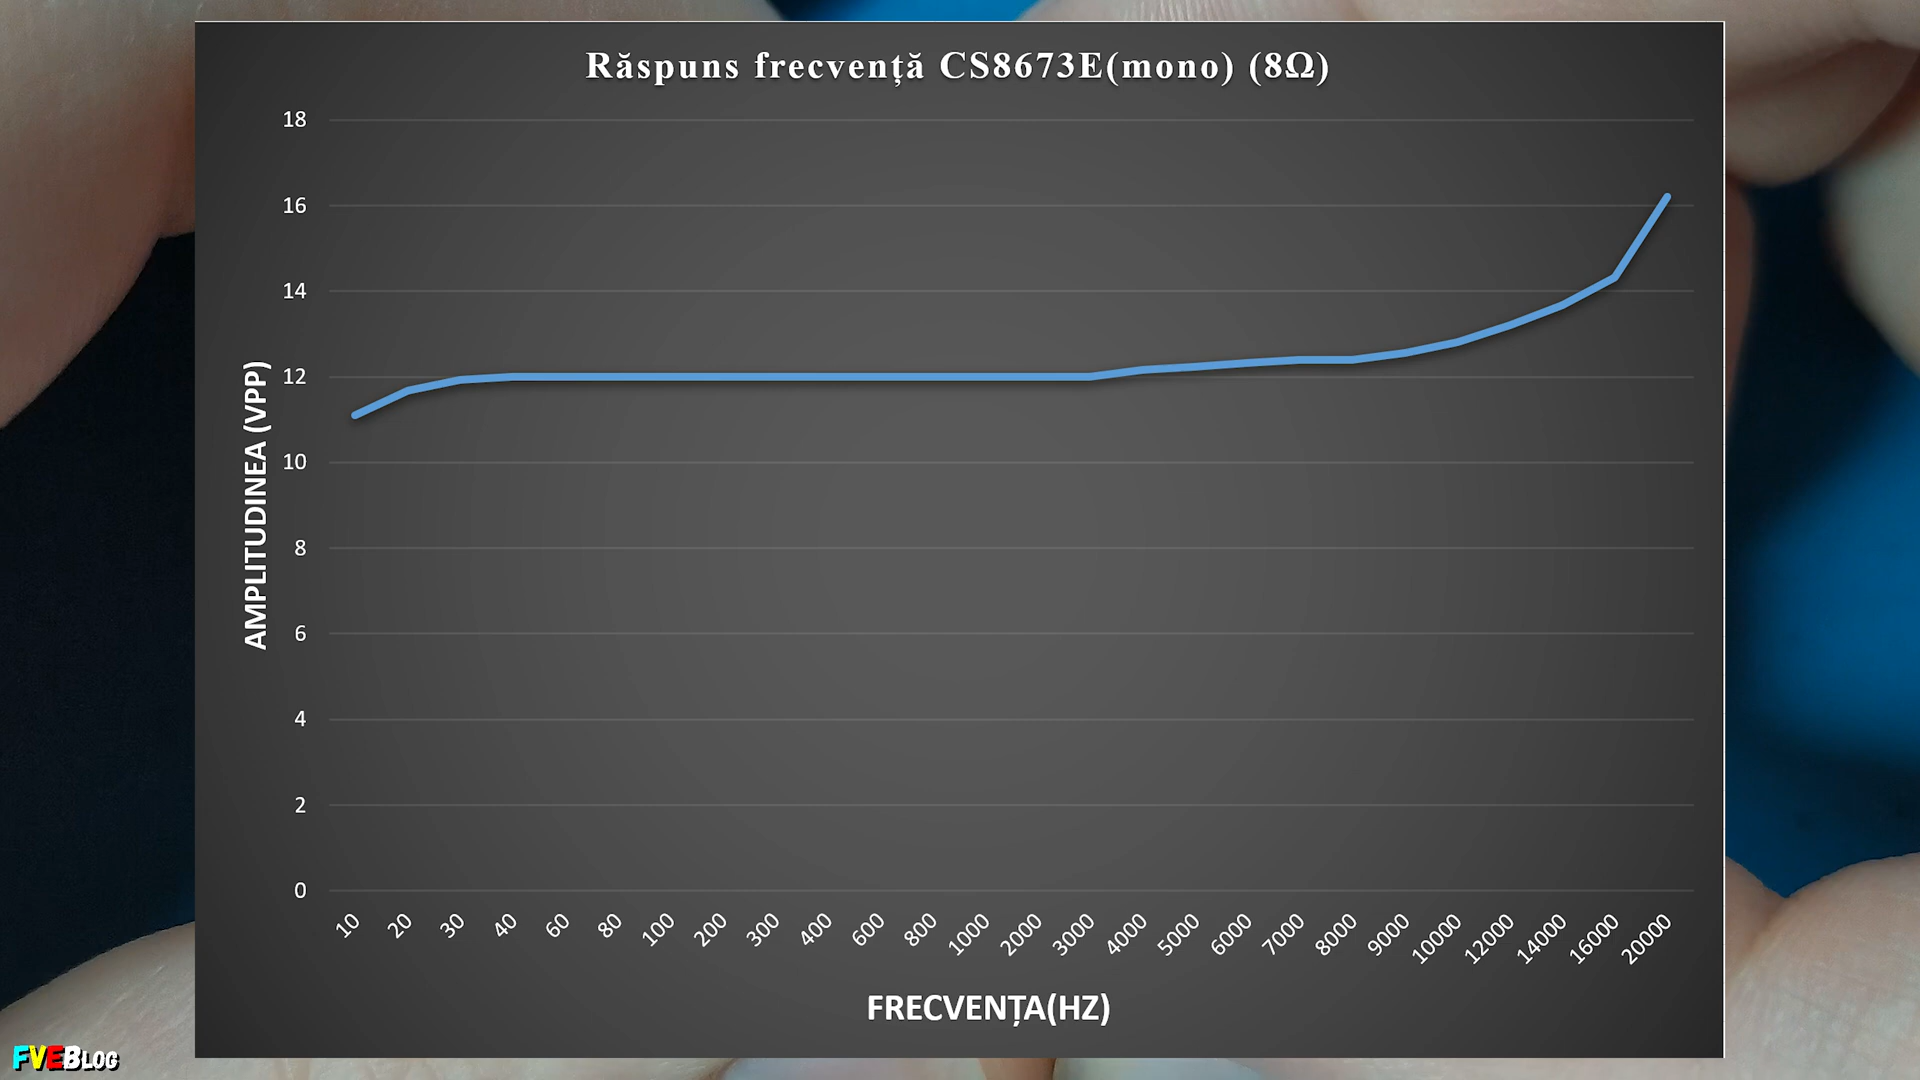 Răspuns frecvență CS8673E(mono) (8Ω)
18
16
14
12
10
8
6
4
2
0
AMPLITUDINEA (VPP)
10 20 30 40 60 80 100 200 300 400 600 800 1000 2000 3000 4000 5000 6000 7000 8000 9000 10000 12000 14000 16000 20000
FRECVENȚA(HZ)
FVEBLOG